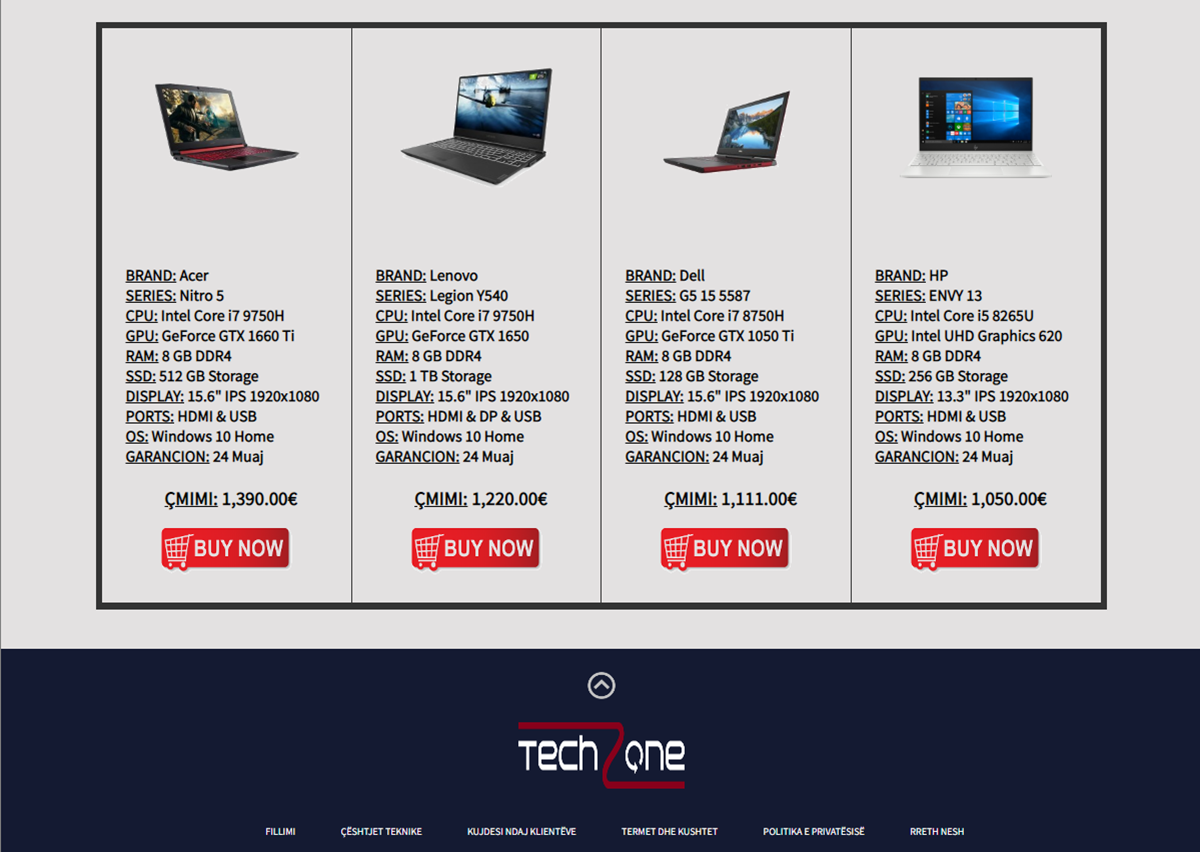 BRAND: Acer
SERIES: Nitro 5
CPU: Intel Core i7 9750H
GPU: GeForce GTX 1660 Ti
RAM: 8 GB DDR4
SSD: 512 GB Storage
DISPLAY: 15.6" IPS 1920x1080
PORTS: HDMI & USB
OS: Windows 10 Home
GARANCION: 24 Muaj
ÇMIMI: 1,390.00€
BUY NOW
BRAND: Lenovo
SERIES: Legion Y540
CPU: Intel Core i7 9750H
GPU: GeForce GTX 1650
RAM: 8 GB DDR4
SSD: 1 TB Storage
DISPLAY: 15.6" IPS 1920x1080
PORTS: HDMI & DP & USB
OS: Windows 10 Home
GARANCION: 24 Muaj
ÇMIMI: 1,220.00€
BUY NOW
BRAND: Dell
SERIES: G5 15 5587
CPU: Intel Core i7 8750H
GPU: GeForce GTX 1050 Ti
RAM: 8 GB DDR4
SSD: 128 GB Storage
DISPLAY: 15.6" IPS 1920x1080
PORTS: HDMI & USB
OS: Windows 10 Home
GARANCION: 24 Muaj
ÇMIMI: 1,111.00€
BUY NOW
BRAND: HP
SERIES: ENVY 13
CPU: Intel Core i5 8265U
GPU: Intel UHD Graphics 620
RAM: 8 GB DDR4
SSD: 256 GB Storage
DISPLAY: 13.3" IPS 1920x1080
PORTS: HDMI & USB
OS: Windows 10 Home
GARANCION: 24 Muaj
ÇMIMI: 1,050.00€
BUY NOW
TechZone
FILLIMI ÇËSHTJET TEKNIKE KUJDESI NDAJ KLIENTËVE TERMET DHE KUSHTET POLITIKA E PRIVATËSISË RRETH NESH